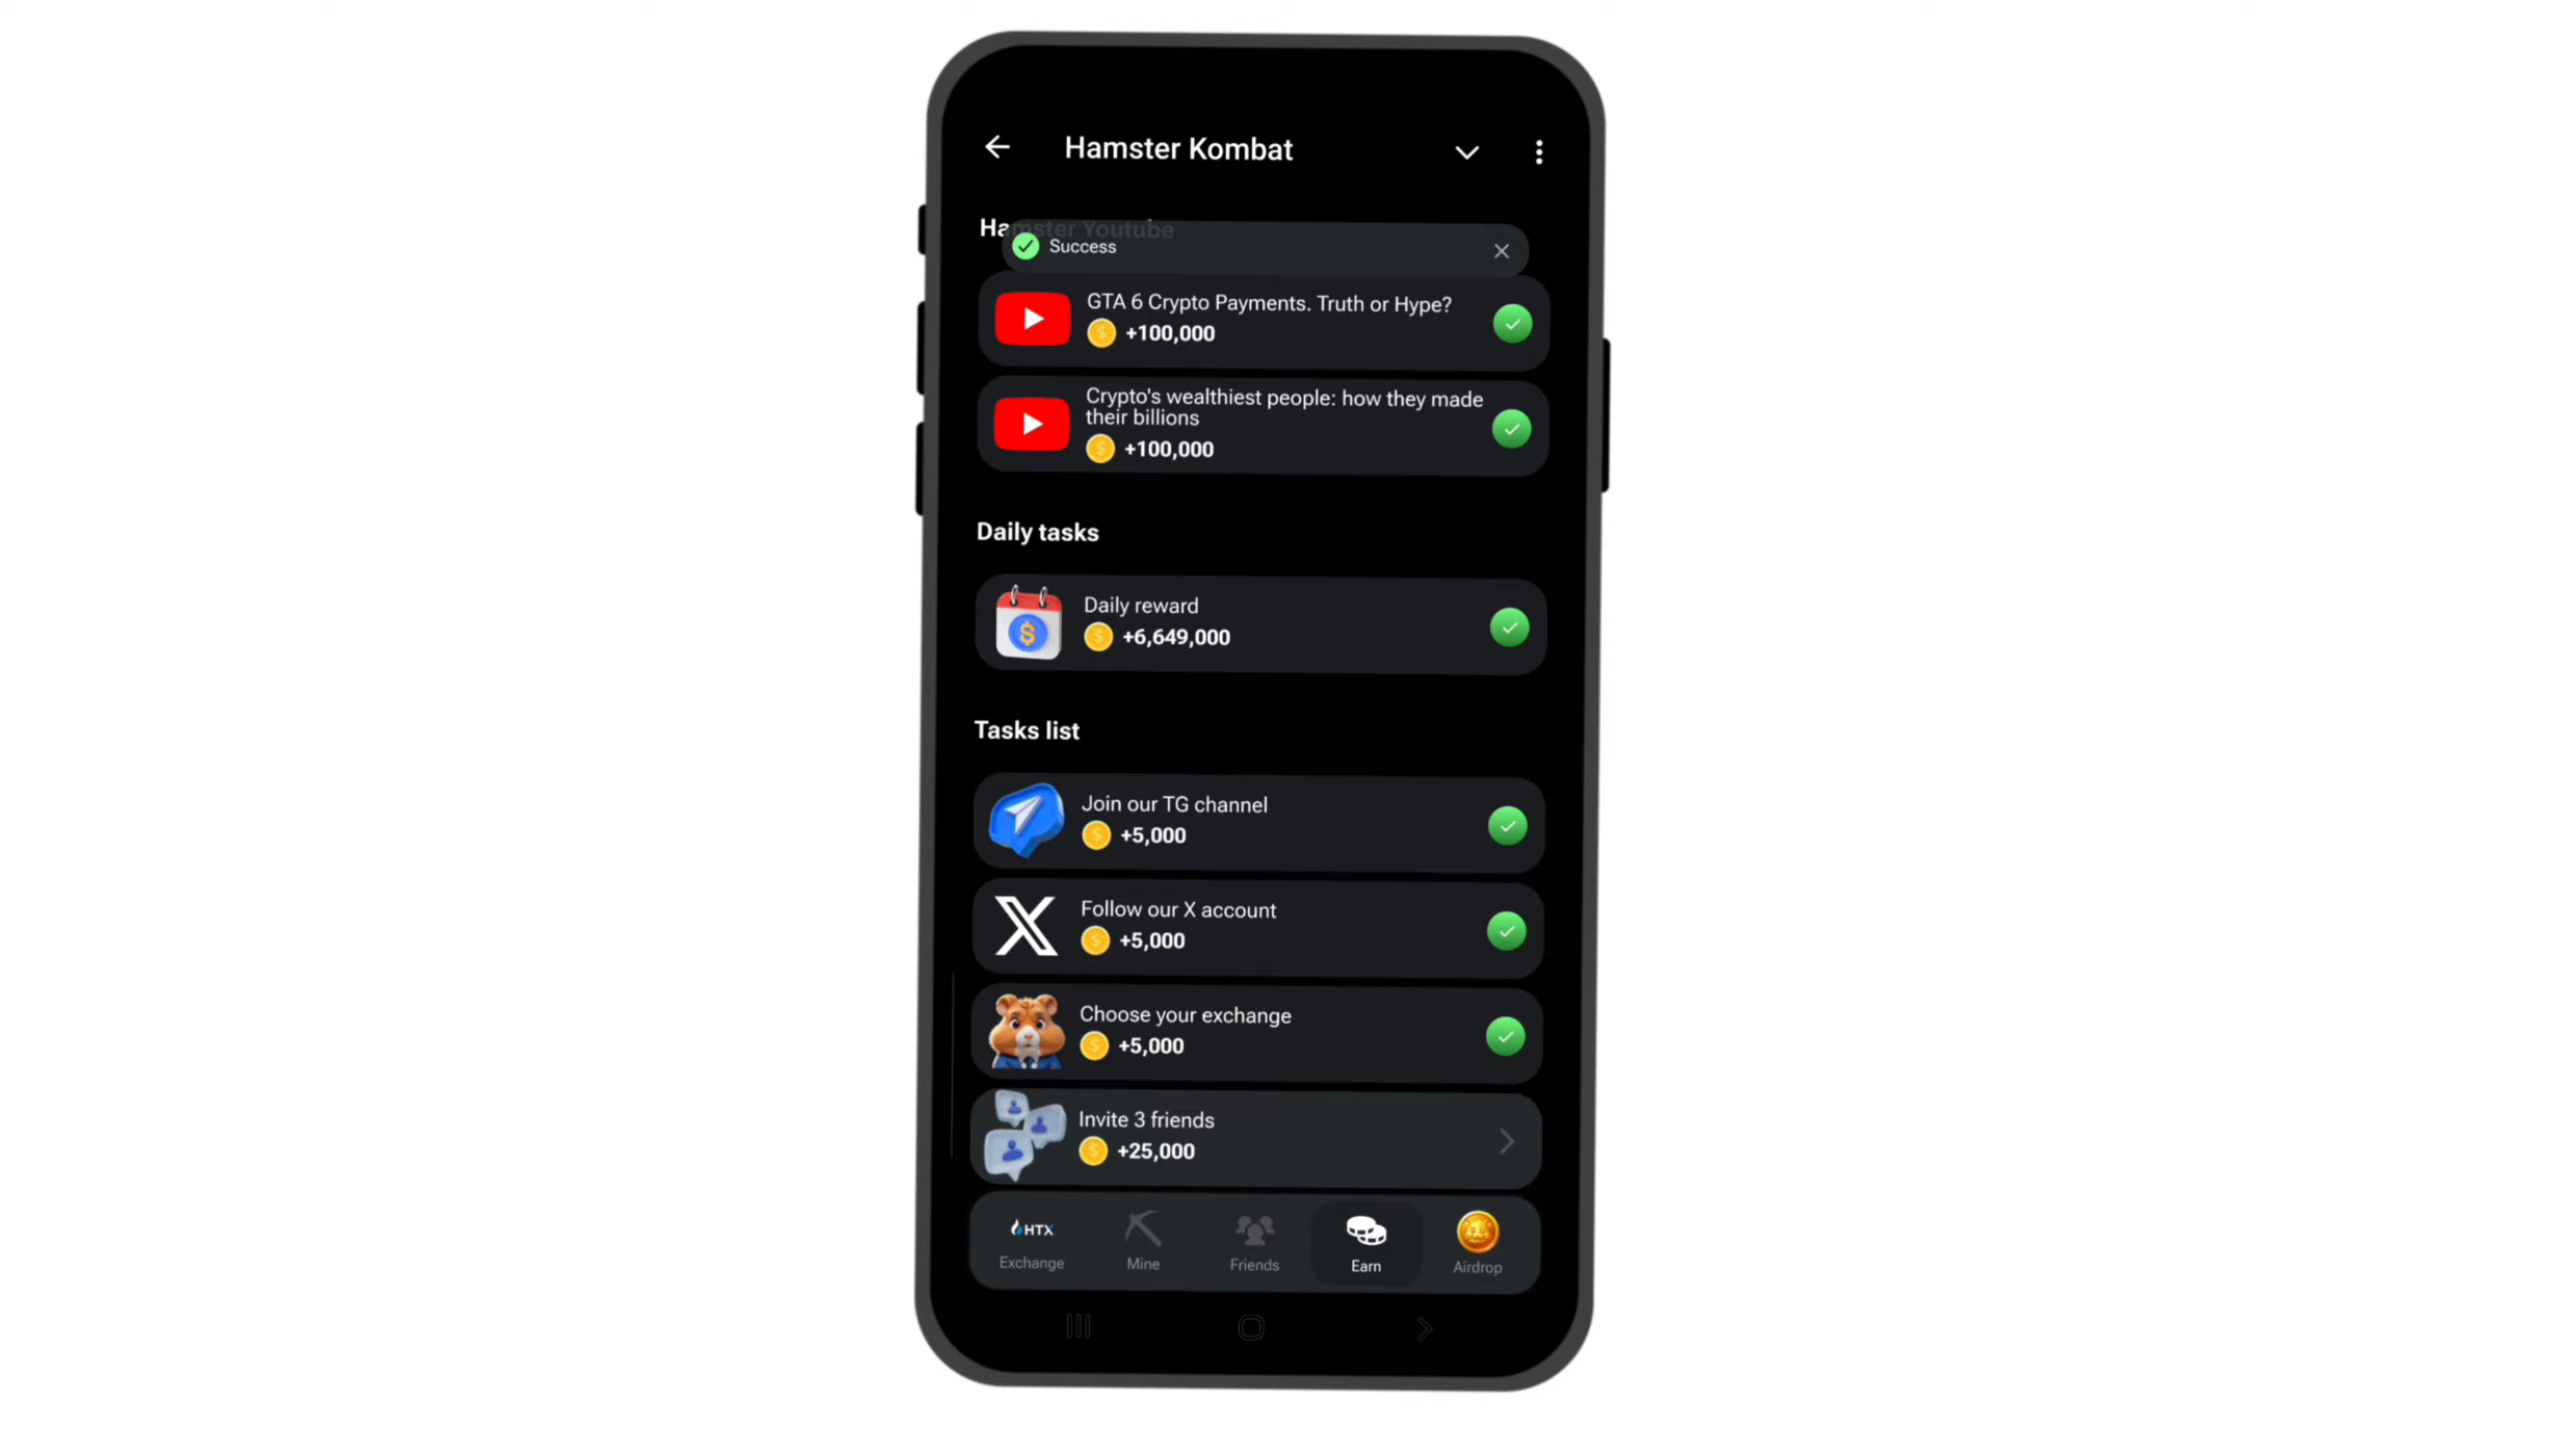 Hamster Kombat
Hamster Youtube
Success
GTA 6 Crypto Payments. Truth or Hype?
+100,000
Crypto's wealthiest people: how they made
their billions
+100,000
Daily tasks
Daily reward
+6,649,000
Tasks list
Join our TG channel
+5,000
Follow our X account
+5,000
Choose your exchange
+5,000
Invite 3 friends
+25,000
HTX
Exchange
Mine
Friends
Earn
Airdrop